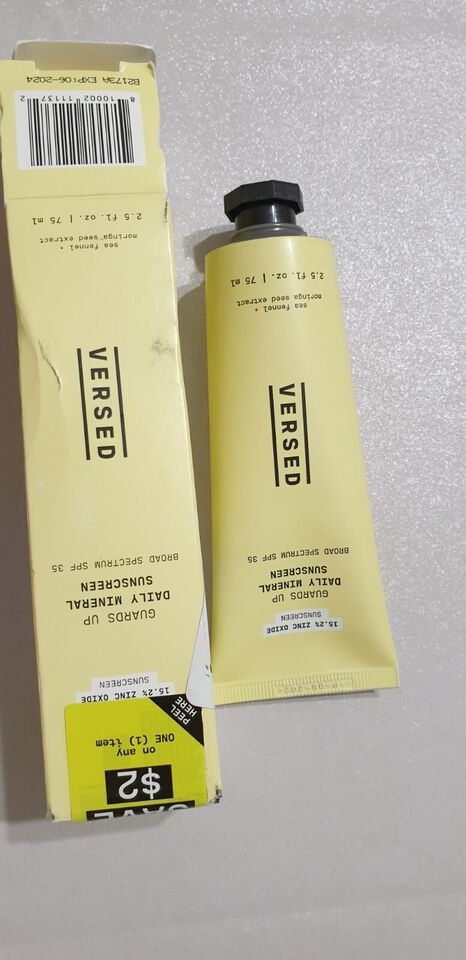 SAVE
$2
on any
ONE (1) item
PEEL
HERE
15.2% ZINC OXIDE
SUNSCREEN
GUARDS UP
DAILY MINERAL
SUNSCREEN
BROAD SPECTRUM SPF 35
VERSED
sea fennel +
moringa seed extract
2.5 fl. oz. | 75 ml
8 10002 11137 2
B2173A EXP:06-2024
15.2% ZINC OXIDE
SUNSCREEN
GUARDS UP
DAILY MINERAL
SUNSCREEN
BROAD SPECTRUM SPF 35
VERSED
sea fennel +
moringa seed extract
2.5 fl. oz. | 75 ml